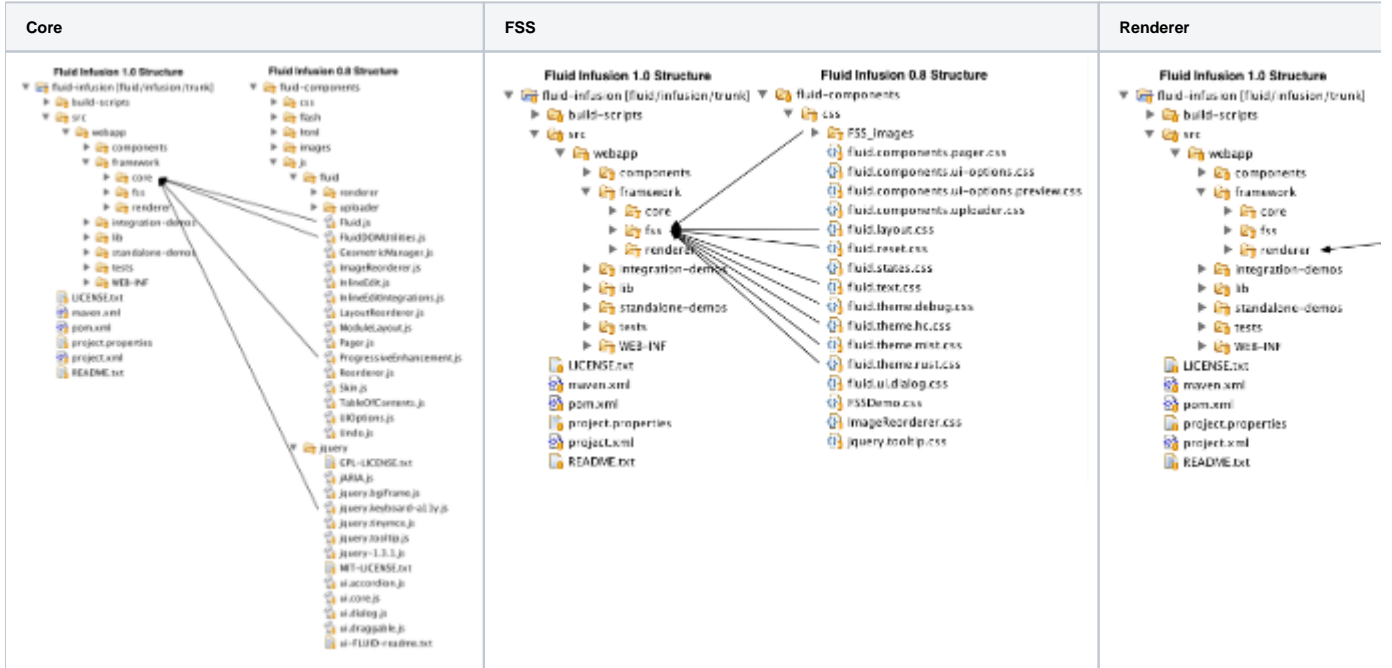 Core
FSS
Renderer
Fluid Infusion 1.0 Structure
fluid-infusion [fluid/infusion/trunk]
build-scripts
src
webapp
components
framework
core
fss
renderer
integration-demos
lib
standalone-demos
tests
WEB-INF
LICENSE.txt
maven.xml
pom.xml
project.properties
project.xml
README.txt
Fluid Infusion 0.8 Structure
fluid-components
css
flash
html
images
js
fluid
renderer
uploader
Fluid.js
FluidDOMUtilities.js
GeometricManager.js
ImageReorderer.js
InlineEdit.js
InlineEditIntegrations.js
LayoutReorderer.js
ModuleLayout.js
Pager.js
ProgressiveEnhancement.js
Reorderer.js
Skin.js
TableOfContents.js
UIOptions.js
Undo.js
jquery
GPL-LICENSE.txt
jARIA.js
jquery.bgiframe.js
jquery.keyboard-a11y.js
jquery.tinymce.js
jquery.tooltip.js
jquery-1.3.1.js
MIT-LICENSE.txt
ui.accordion.js
ui.core.js
ui.dialog.js
ui.draggable.js
ui-FLUID-readme.txt
Fluid Infusion 1.0 Structure
fluid-infusion [fluid/infusion/trunk]
build-scripts
src
webapp
components
framework
core
fss
renderer
integration-demos
lib
standalone-demos
tests
WEB-INF
LICENSE.txt
maven.xml
pom.xml
project.properties
project.xml
README.txt
Fluid Infusion 0.8 Structure
fluid-components
css
FSS_Images
fluid.components.pager.css
fluid.components.ui-options.css
fluid.components.ui-options.preview.css
fluid.components.uploader.css
fluid.layout.css
fluid.reset.css
fluid.states.css
fluid.text.css
fluid.theme.debug.css
fluid.theme.hc.css
fluid.theme.mist.css
fluid.theme.rust.css
fluid.ui.dialog.css
FSSDemo.css
ImageReorderer.css
jquery.tooltip.css
Fluid Infusion 1.0 Structure
fluid-infusion [fluid/infusion/trunk]
build-scripts
src
webapp
components
framework
core
fss
renderer
integration-demos
lib
standalone-demos
tests
WEB-INF
LICENSE.txt
maven.xml
pom.xml
project.properties
project.xml
README.txt